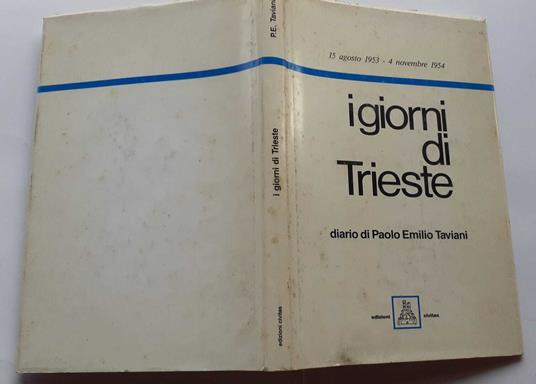 15 agosto 1953 - 4 novembre 1954
i giorni
di
Trieste
diario di Paolo Emilio Taviani
edizioni civitas
P.E. Taviani
i giorni di Trieste
edizioni civitas